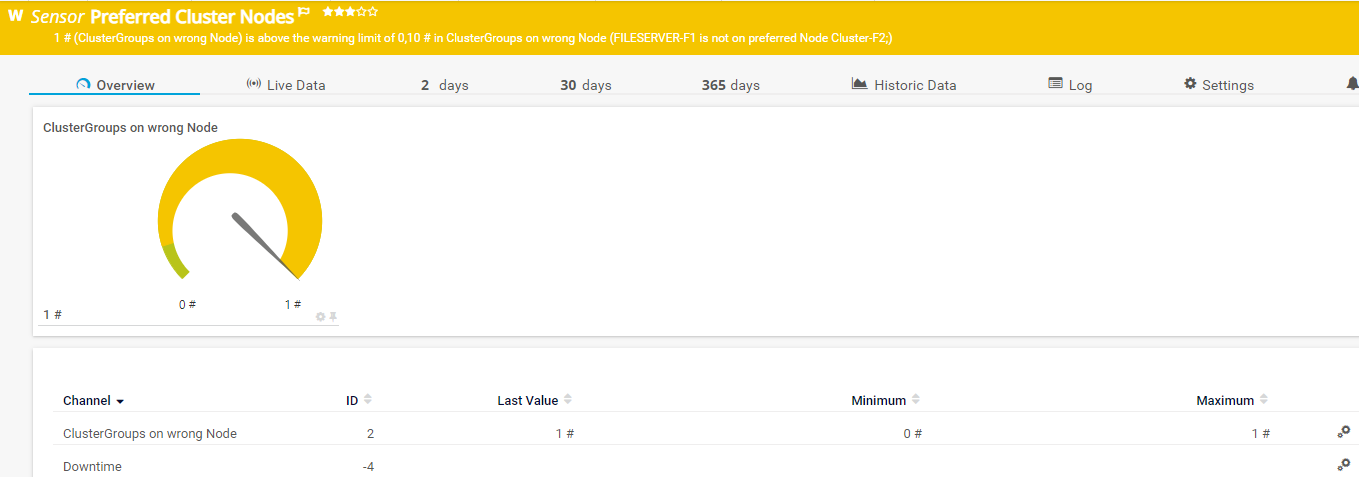 W Sensor Preferred Cluster Nodes
1 # (ClusterGroups on wrong Node) is above the warning limit of 0,10 # in ClusterGroups on wrong Node (FILESERVER-F1 is not on preferred Node Cluster-F2;)
Overview Live Data 2 days 30 days 365 days Historic Data Log Settings
ClusterGroups on wrong Node
0 # 1 #
1 #
Channel ID Last Value Minimum Maximum
ClusterGroups on wrong Node 2 1 # 0 # 1 #
Downtime -4